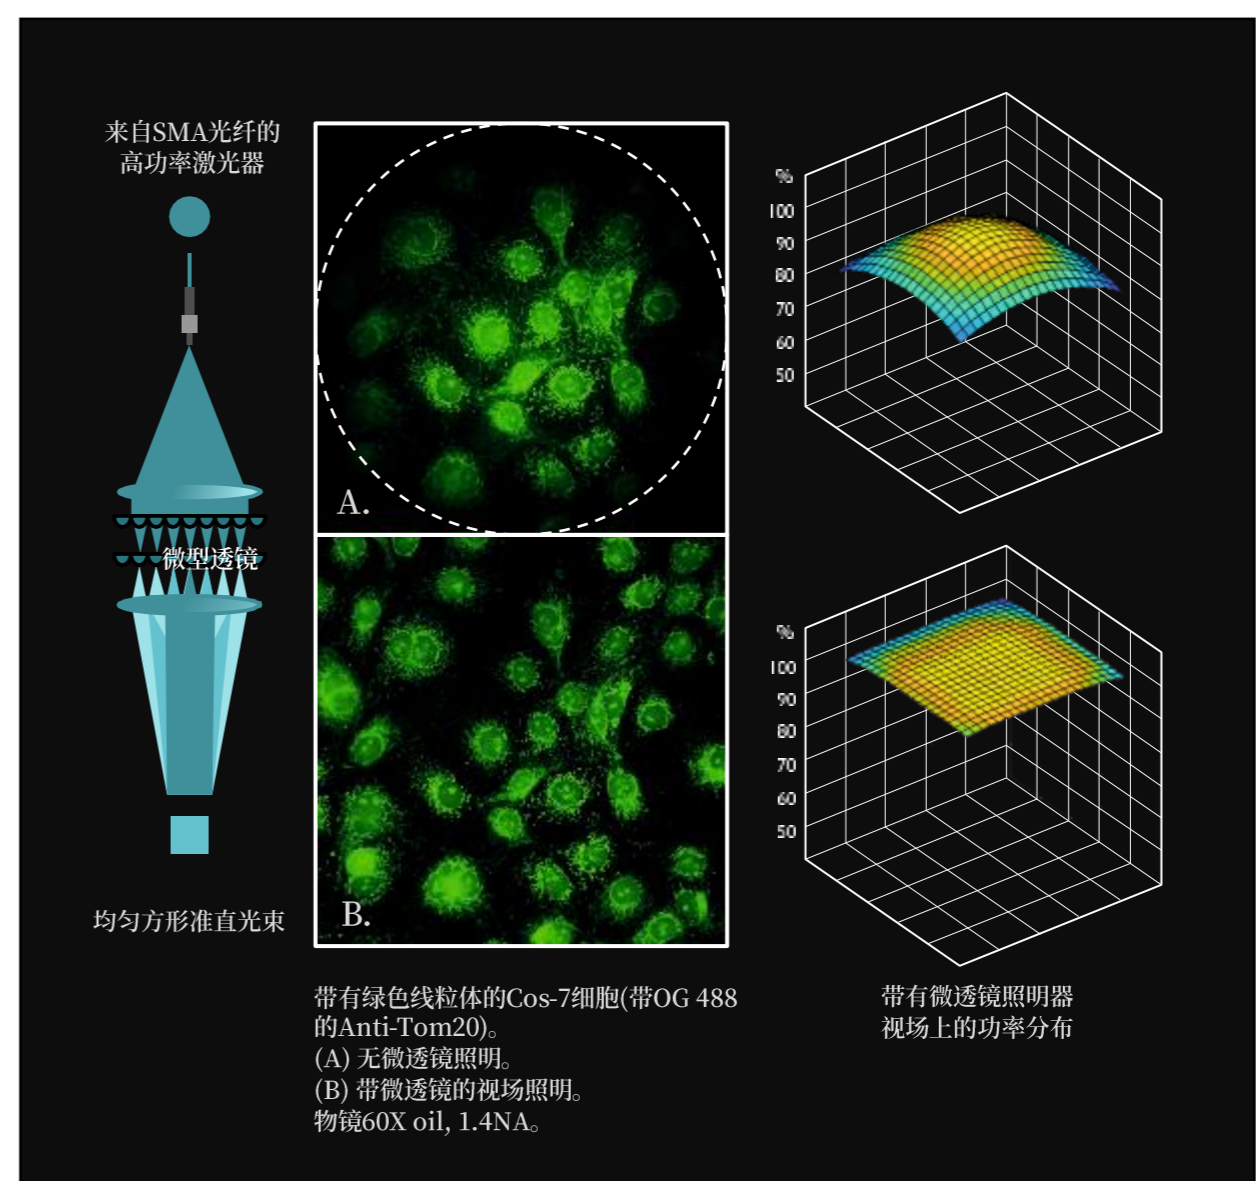 来自SMA光纤的
高功率激光器
微型透镜
均匀方形准直光束
A.
B.
带有绿色线粒体的Cos-7细胞(带OG 488
的Anti-Tom20)。
(A) 无微透镜照明。
(B) 带微透镜的视场照明。
物镜60X oil, 1.4NA。
%
100
90
80
70
60
50
%
100
90
80
70
60
50
带有微透镜照明器
视场上的功率分布